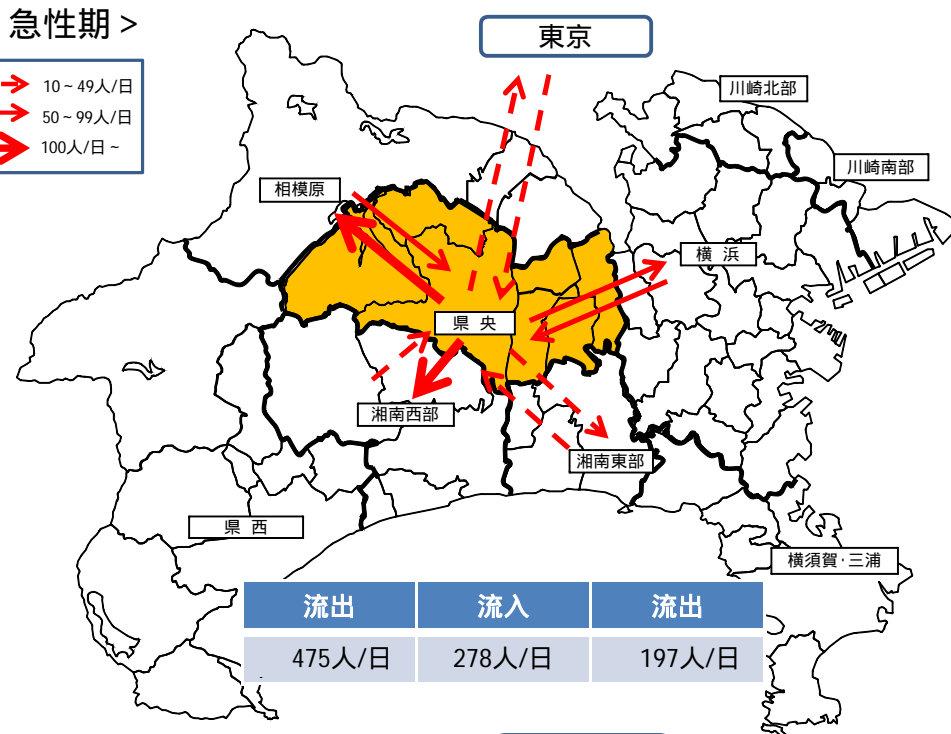 急性期 >
東京
10 ~ 49人/日
50 ~ 99人/日
100人/日 ~
川崎北部
川崎南部
相模原
横 浜
県 央
湘南西部
湘南東部
県 西
横須賀・三浦
流出 流入 流出
475人/日 278人/日 197人/日